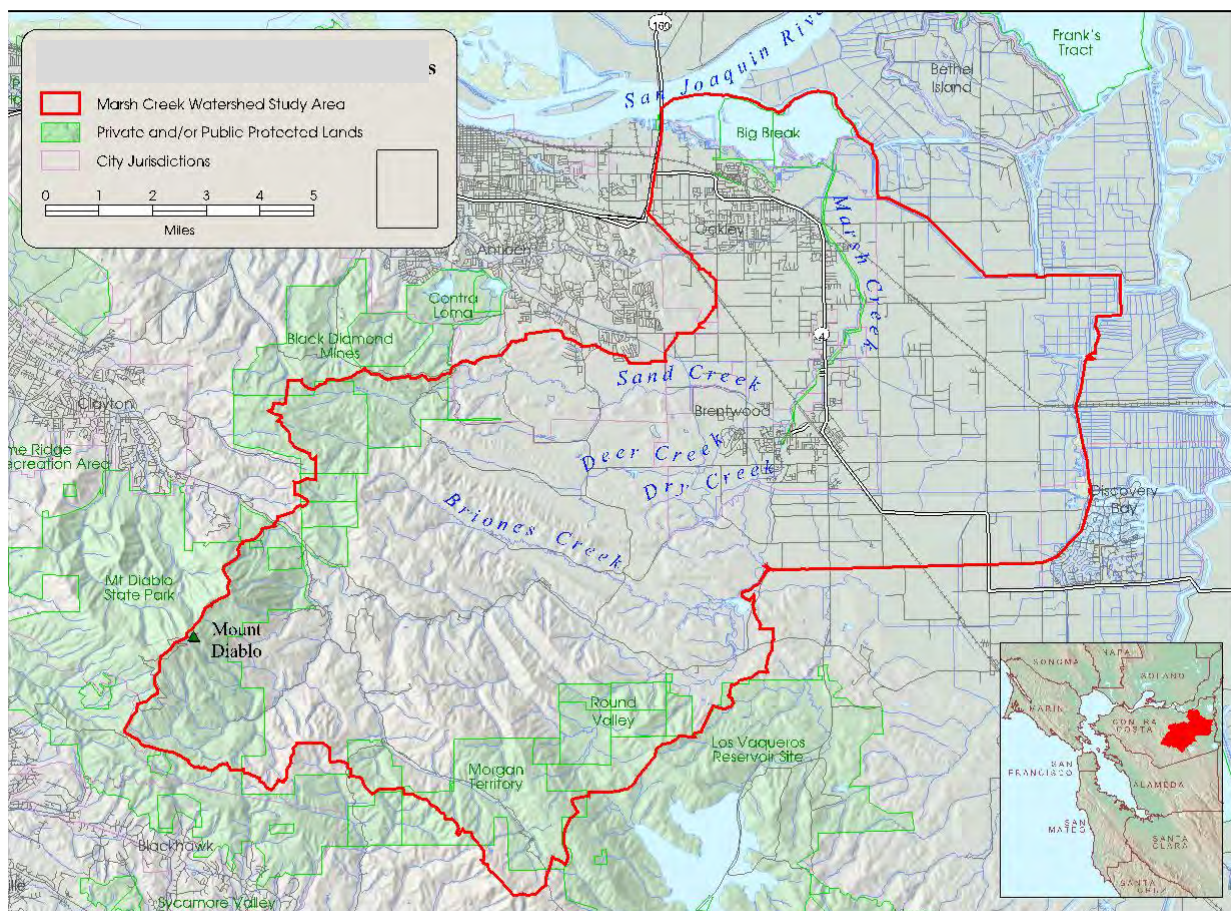 s
Marsh Creek Watershed Study Area
Private and/or Public Protected Lands
City Jurisdictions
0 1 2 3 4 5
Miles
160
San Joaquin River
Frank's
Tract
Bethel
Island
Big Break
Marsh Creek
Oakley
Antioch
Contra
Loma
Black Diamond
Mines
Sand Creek
Clayton
Brentwood
Deer Creek
Dry Creek
Recreation Area
Discovery
Bay
Briones Creek
Mt Diablo
State Park
Mount
Diablo
Round
Valley
Los Vaqueros
Reservoir Site
Morgan
Territory
Blackhawk
Sycamore Valley
SONOMA
NAPA
MARIN
SAN
FRANCISCO
ALAMEDA
SAN
MATEO
SANTA
CLARA
SANTA